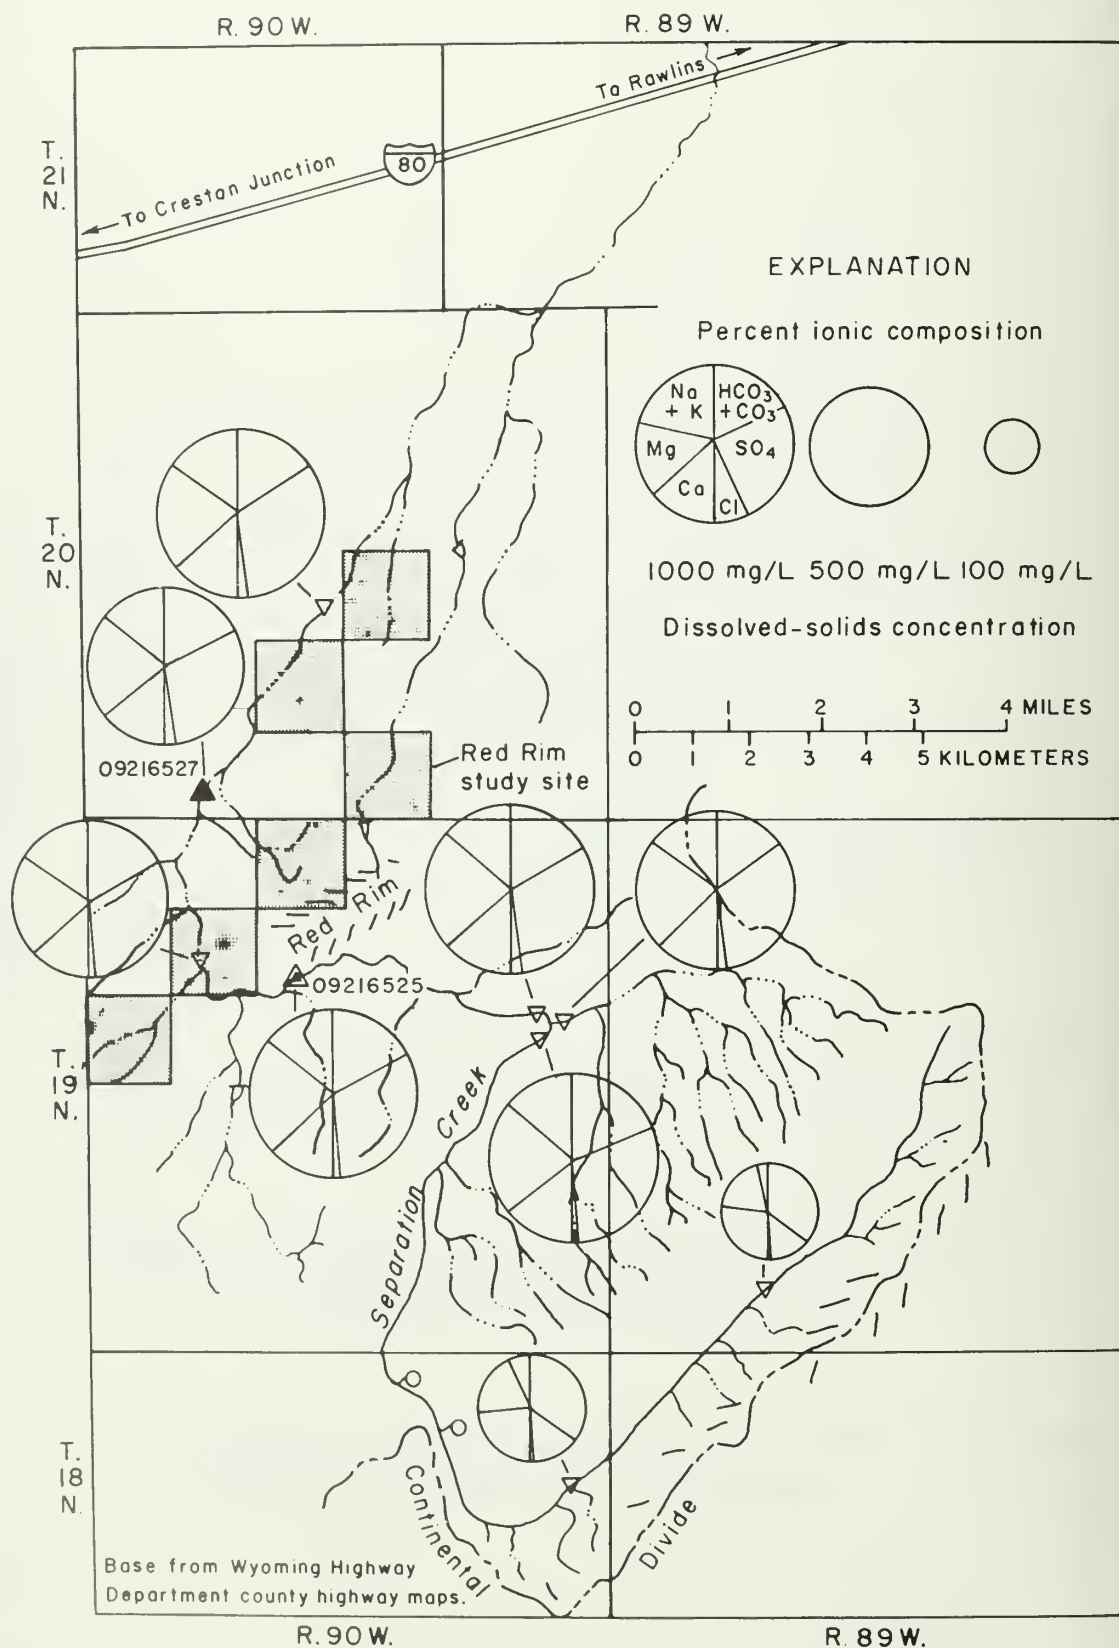 R. 90 W.
R. 89 W.
To Rawlins
T.
21
N.
80
To Creston Junction
EXPLANATION
Percent ionic composition
Na
+ K
HCO3
+CO3
Mg
SO4
Ca
Cl
T.
20
N.
1000 mg/L 500 mg/L 100 mg/L
Dissolved-solids concentration
0 1 2 3 4 MILES
0 1 2 3 4 5 KILOMETERS
09216527
Red Rim
study site
Red Rim
09216525
T.
19
N.
Separation Creek
T.
18
N.
Continental Divide
Base from Wyoming Highway
Department county highway maps.
R. 90 W.
R. 89 W.